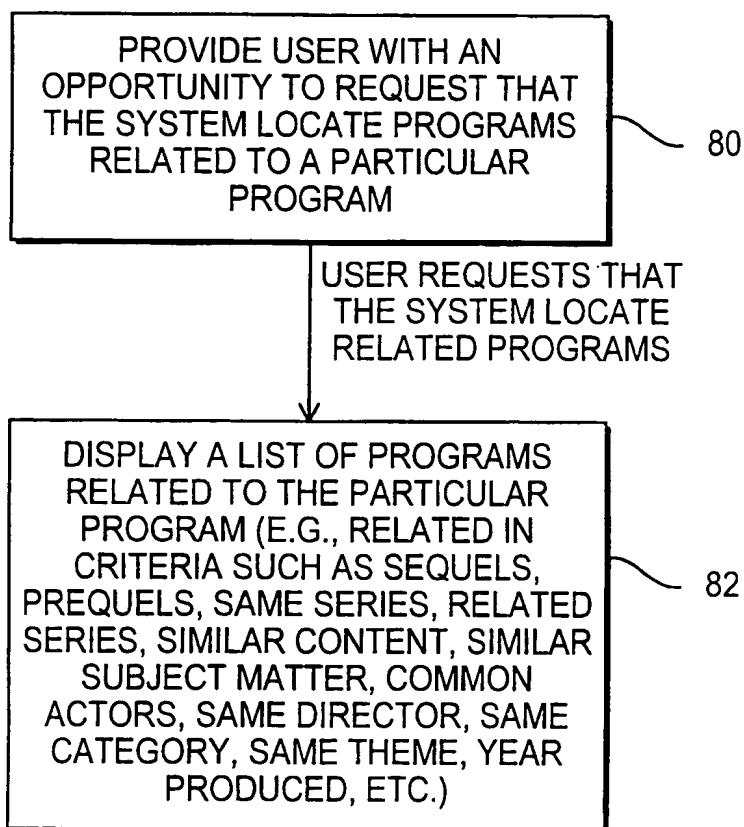 PROVIDE USER WITH AN
OPPORTUNITY TO REQUEST THAT
THE SYSTEM LOCATE PROGRAMS
RELATED TO A PARTICULAR
PROGRAM
80
USER REQUESTS THAT
THE SYSTEM LOCATE
RELATED PROGRAMS
DISPLAY A LIST OF PROGRAMS
RELATED TO THE PARTICULAR
PROGRAM (E.G., RELATED IN
CRITERIA SUCH AS SEQUELS,
PREQUELS, SAME SERIES, RELATED
SERIES, SIMILAR CONTENT, SIMILAR
SUBJECT MATTER, COMMON
ACTORS, SAME DIRECTOR, SAME
CATEGORY, SAME THEME, YEAR
PRODUCED, ETC.)
82